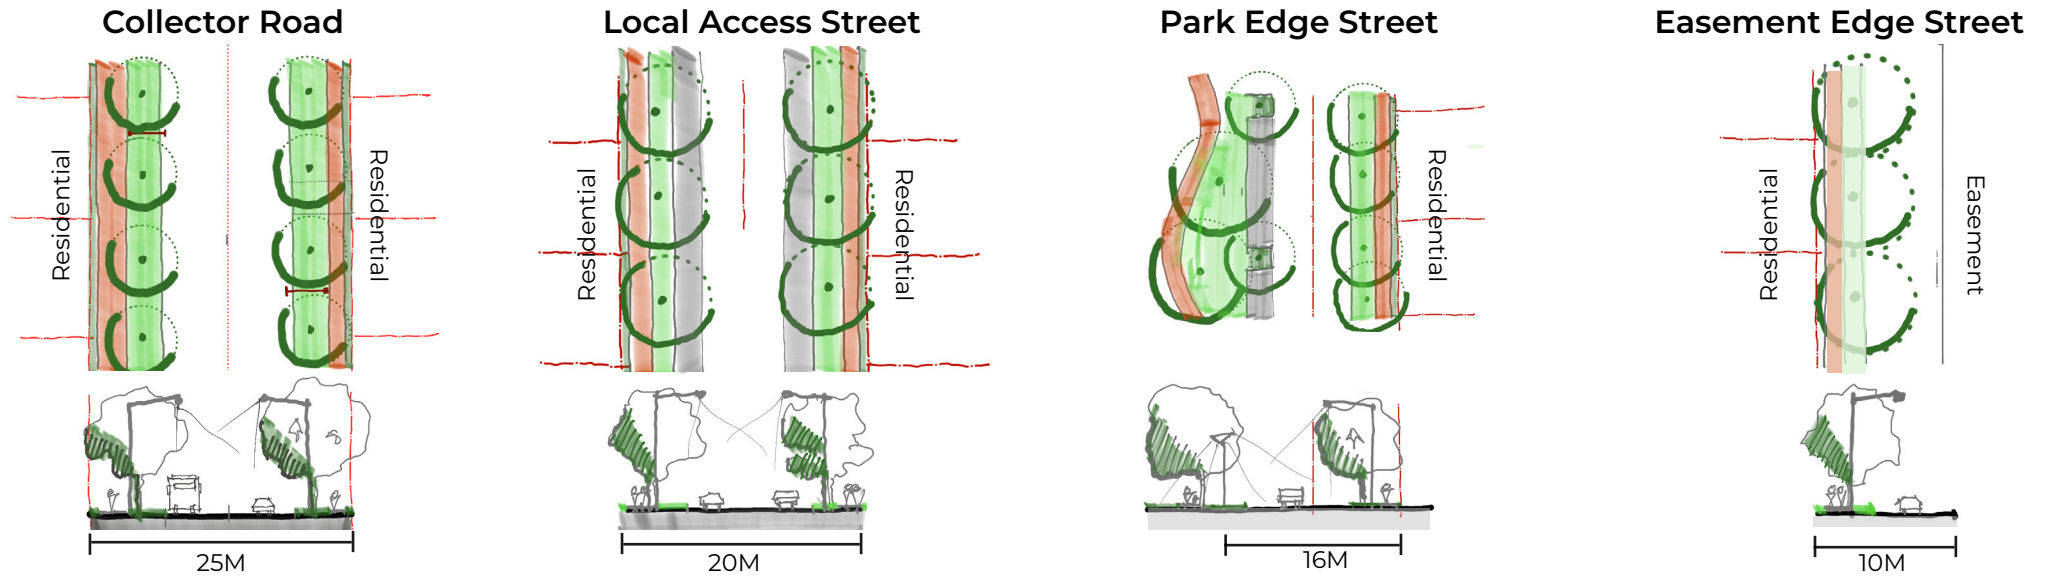 Collector Road
Local Access Street
Park Edge Street
Easement Edge Street
Residential
Residential
Residential
Residential
Residential
Residential
Easement
25M
20M
16M
10M